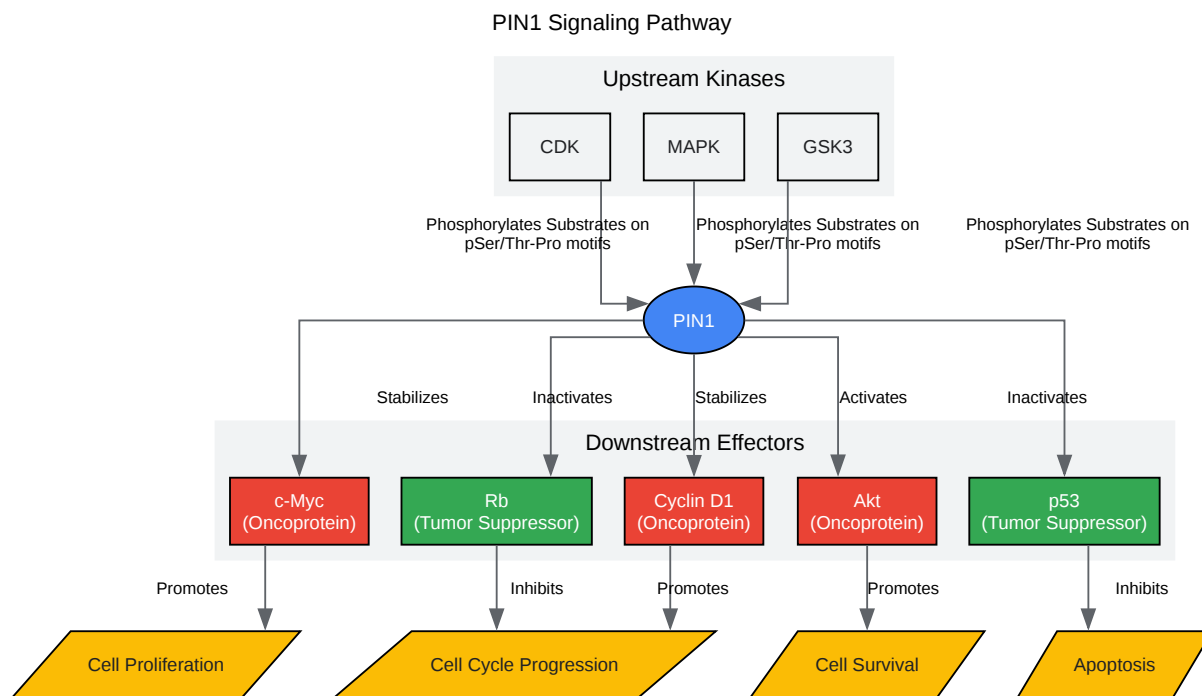 PIN1 Signaling Pathway
Upstream Kinases
CDK
MAPK
GSK3
Phosphorylates Substrates on
pSer/Thr-Pro motifs
Phosphorylates Substrates on
pSer/Thr-Pro motifs
Phosphorylates Substrates on
pSer/Thr-Pro motifs
PIN1
Stabilizes
Inactivates
Stabilizes
Activates
Inactivates
Downstream Effectors
c-Myc
(Oncoprotein)
Rb
(Tumor Suppressor)
Cyclin D1
(Oncoprotein)
Akt
(Oncoprotein)
p53
(Tumor Suppressor)
Promotes
Inhibits
Promotes
Promotes
Inhibits
Cell Proliferation
Cell Cycle Progression
Cell Survival
Apoptosis